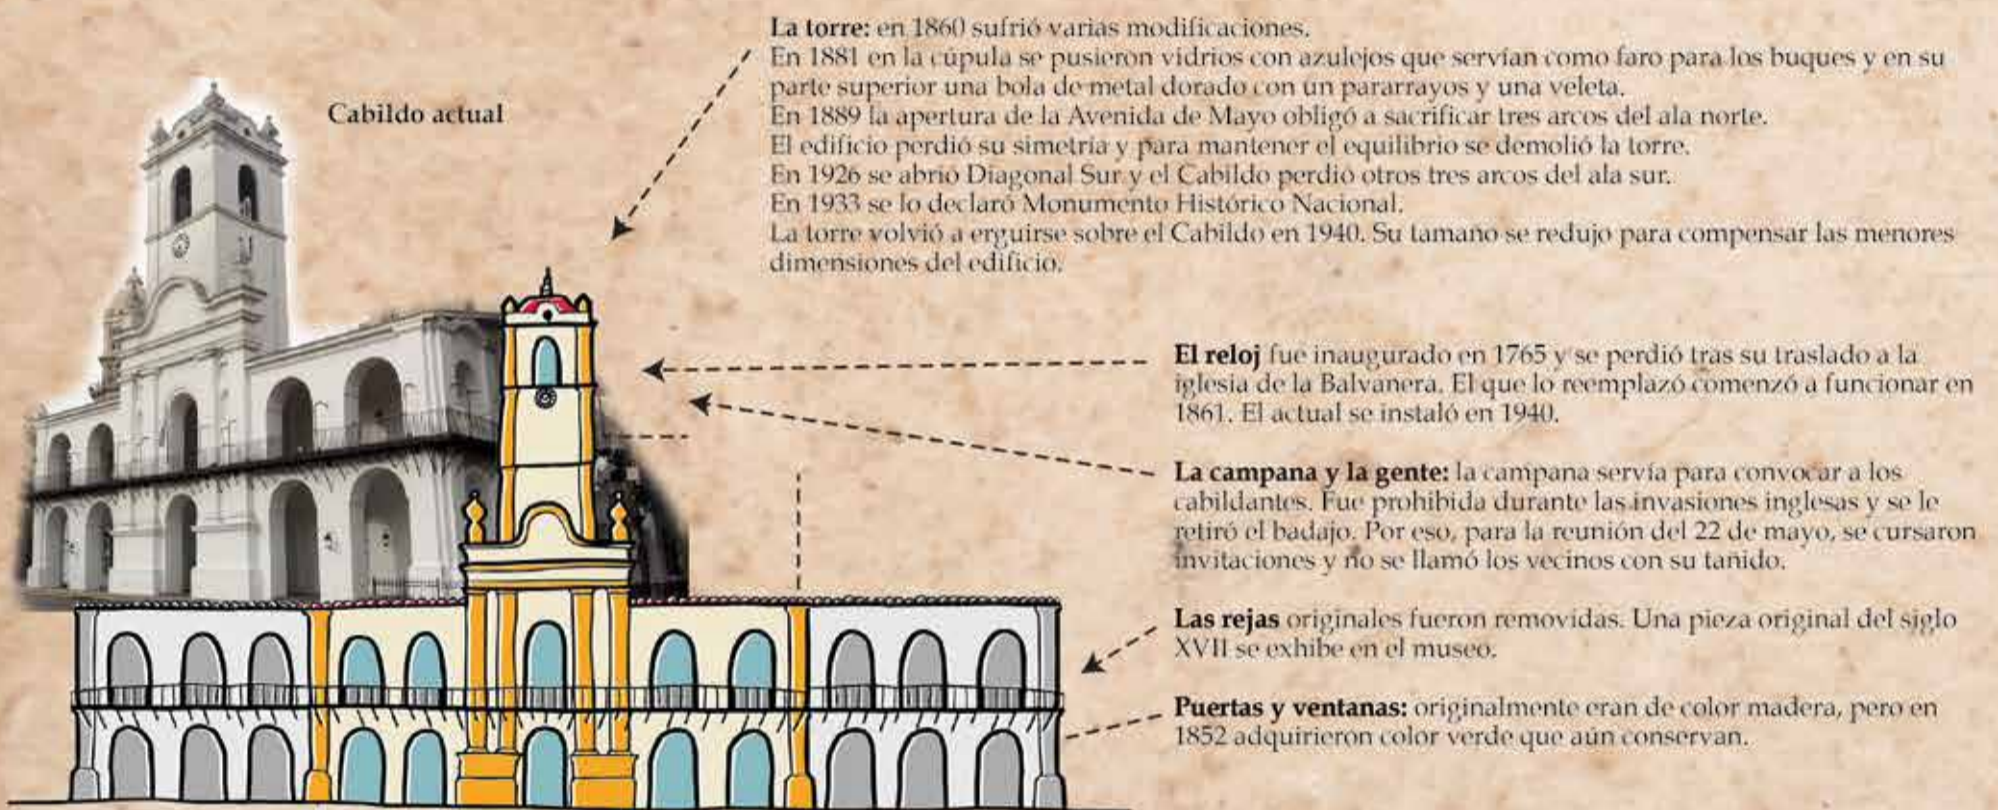 Cabildo actual
La torre: en 1860 sufrió varias modificaciones.
En 1881 en la cúpula se pusieron vidrios con azulejos que servían como faro para los buques y en su
parte superior una bola de metal dorado con un pararrayos y una veleta.
En 1889 la apertura de la Avenida de Mayo obligó a sacrificar tres arcos del ala norte.
El edificio perdió su simetría y para mantener el equilibrio se demolió la torre.
En 1926 se abrió Diagonal Sur y el Cabildo perdió otros tres arcos del ala sur.
En 1933 se lo declaró Monumento Histórico Nacional.
La torre volvió a erguirse sobre el Cabildo en 1940. Su tamano se redujo para compensar las menores
dimensiones del edificio.
El reloj fue inaugurado en 1765 y se perdió tras su traslado a la
iglesia de la Balvanera. El que lo reemplazó comenzó a funcionar en
1861. El actual se instaló en 1940.
La campana y la gente: la campana servía para convocar a los
cabildantes. Fue prohibida durante las invasiones inglesas y se le
retiró el badajo. Por eso, para la reunión del 22 de mayo, se cursaron
invitaciones y no se llamó los vecinos con su tañido.
Las rejas originales fueron removidas. Una pieza original del siglo
XVII se exhibe en el museo.
Puertas y ventanas: originalmente eran de color madera, pero en
1852 adquirieron color verde que aún conservan.